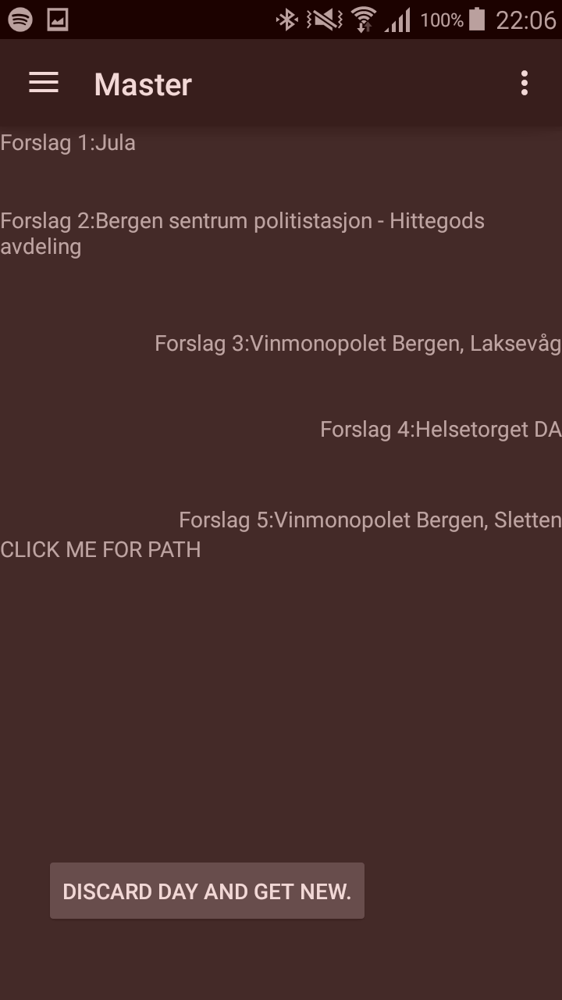 100% 22:06
Master
Forslag 1:Jula
Forslag 2:Bergen sentrum politistasjon - Hittegods
avdeling
Forslag 3:Vinmonopolet Bergen, Laksevåg
Forslag 4:Helsetorget DA
Forslag 5:Vinmonopolet Bergen, Sletten
CLICK ME FOR PATH
DISCARD DAY AND GET NEW.